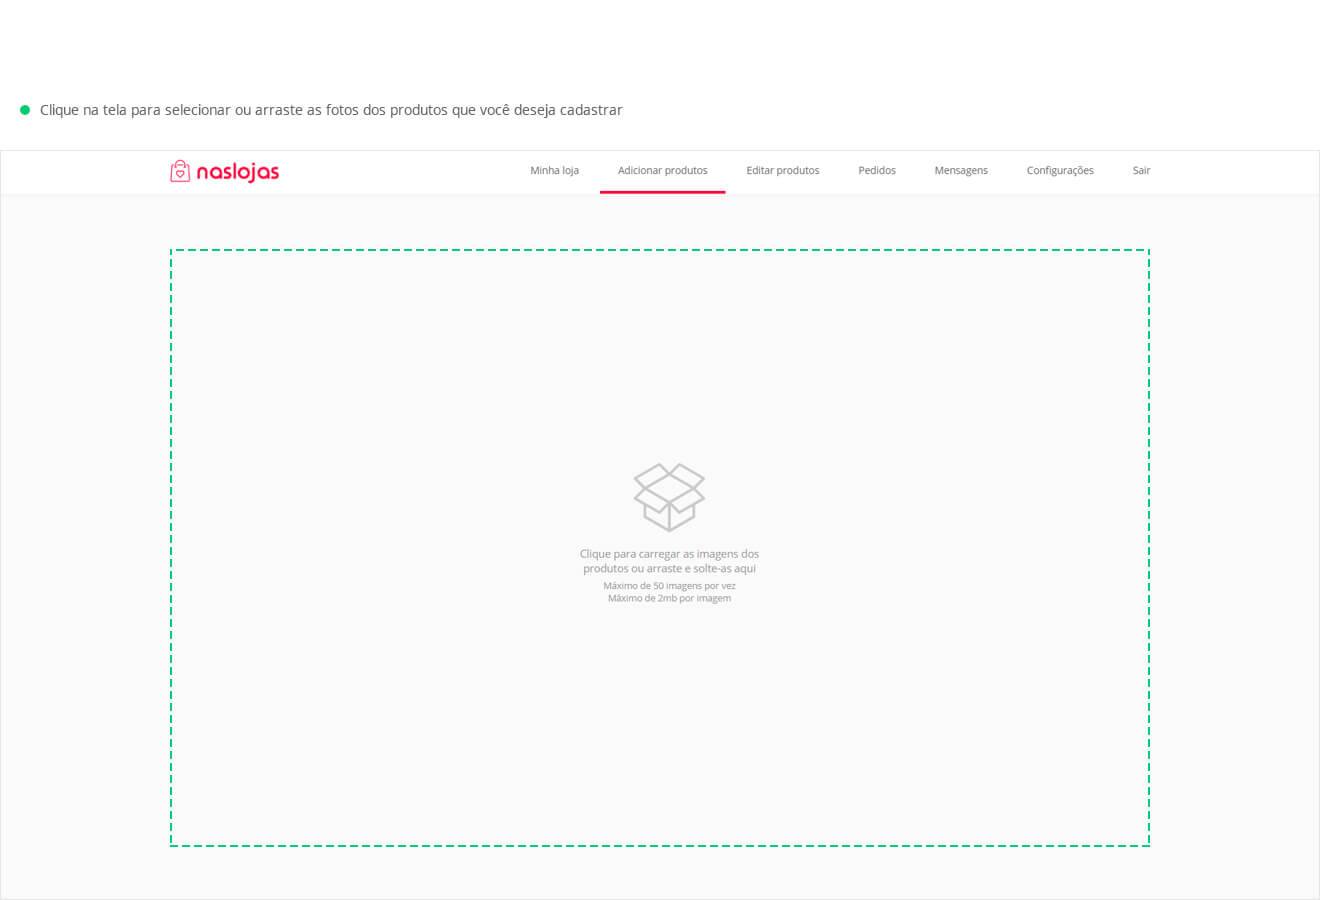 Clique na tela para selecionar ou arraste as fotos dos produtos que você deseja cadastrar
naslojas
Minha loja
Adicionar produtos
Editar produtos
Pedidos
Mensagens
Configurações
Sair
Clique para carregar as imagens dos
produtos ou arraste e solte-as aqui
Máximo de 50 imagens por vez
Máximo de 2mb por imagem